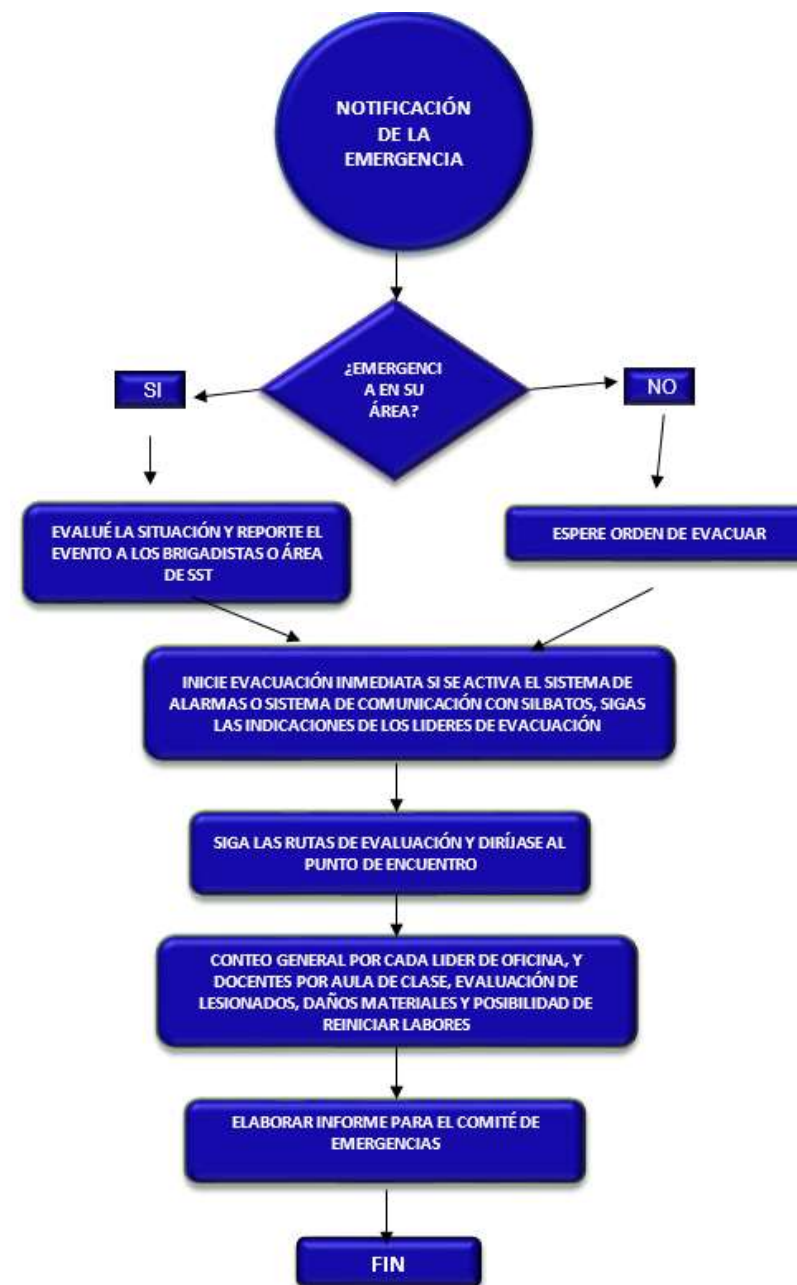 NOTIFICACIÓN
DE LA
EMERGENCIA
¿EMERGENCI
A EN SU
ÁREA?
SI
NO
EVALUÉ LA SITUACIÓN Y REPORTE EL
EVENTO A LOS BRIGADISTAS O ÁREA
DE SST
ESPERE ORDEN DE EVACUAR
INICIE EVACUACIÓN INMEDIATA SI SE ACTIVA EL SISTEMA DE
ALARMAS O SISTEMA DE COMUNICACIÓN CON SILBATOS, SIGAS
LAS INDICACIONES DE LOS LIDERES DE EVACUACIÓN
SIGA LAS RUTAS DE EVALUACIÓN Y DIRÍJASE AL
PUNTO DE ENCUENTRO
CONTEO GENERAL POR CADA LIDER DE OFICINA, Y
DOCENTES POR AULA DE CLASE, EVALUACIÓN DE
LESIONADOS, DAÑOS MATERIALES Y POSIBILIDAD DE
REINICIAR LABORES
ELABORAR INFORME PARA EL COMITÉ DE
EMERGENCIAS
FIN